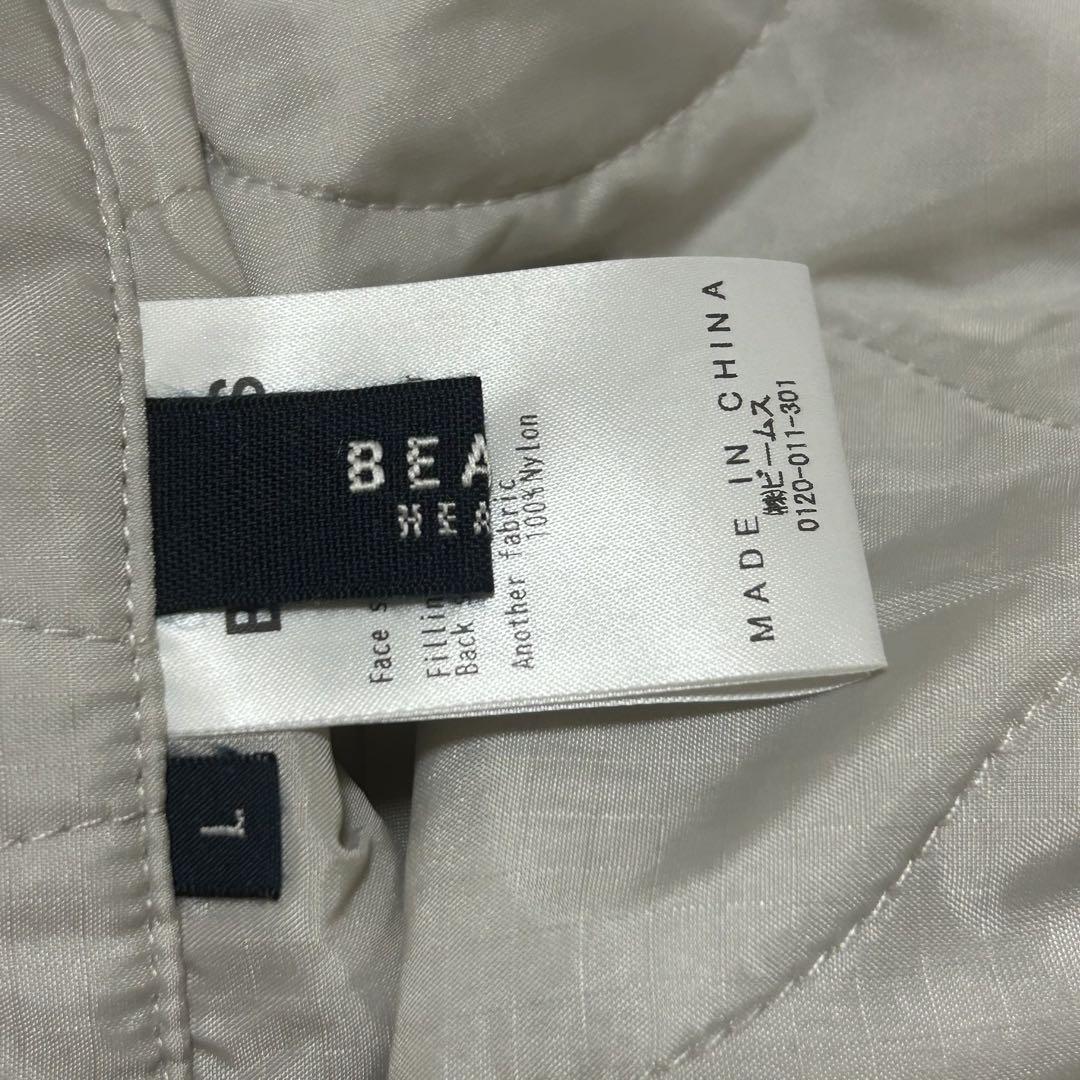 BEA
HEA
L
Face s
Fillin
Back
Another fabric
100%Nylon
MADE IN CHINA
㈱ビームス
0120-011-301